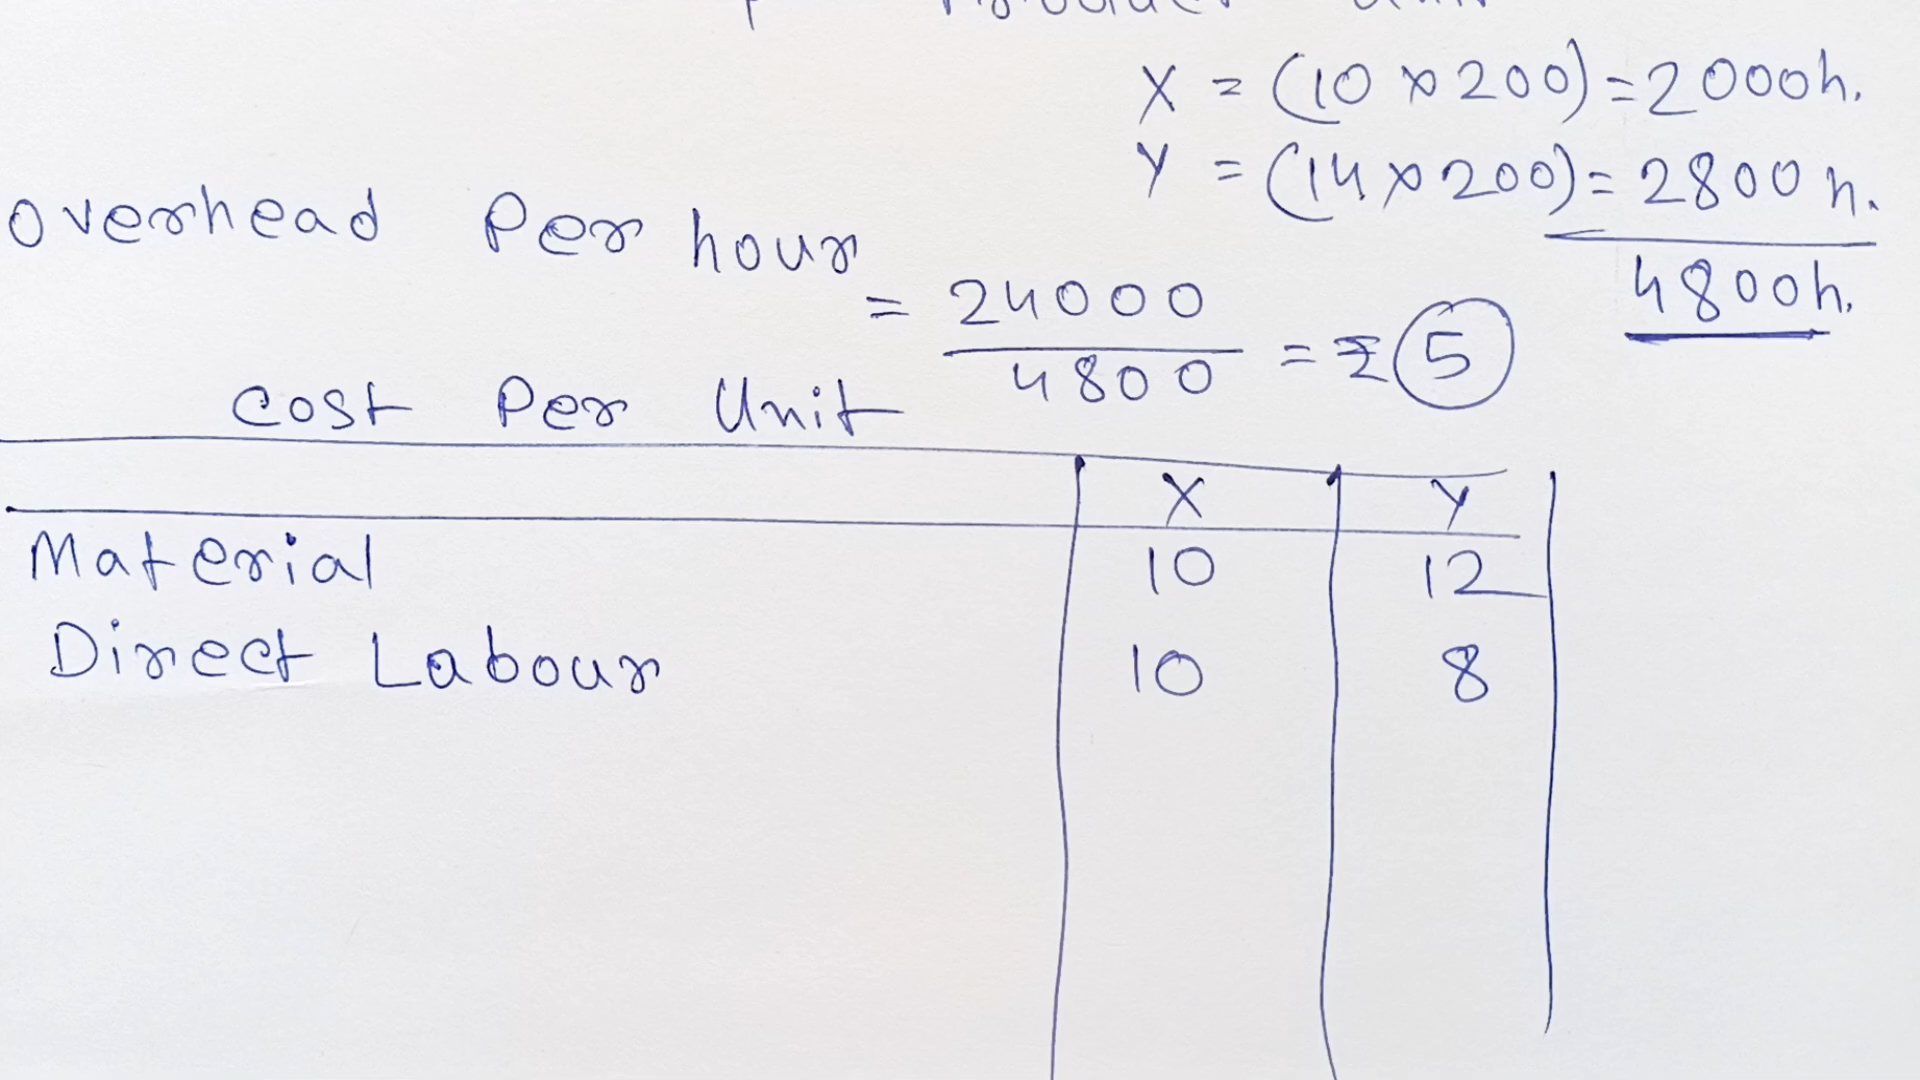 X = (10 × 200) = 2000h.
Y = (14 × 200) = 2800h.
4800h.
Overhead Per hour
= 24000 / 4800 = ₹ 5
Cost Per Unit
X Y
Material 10 12
Direct Labour 10 8